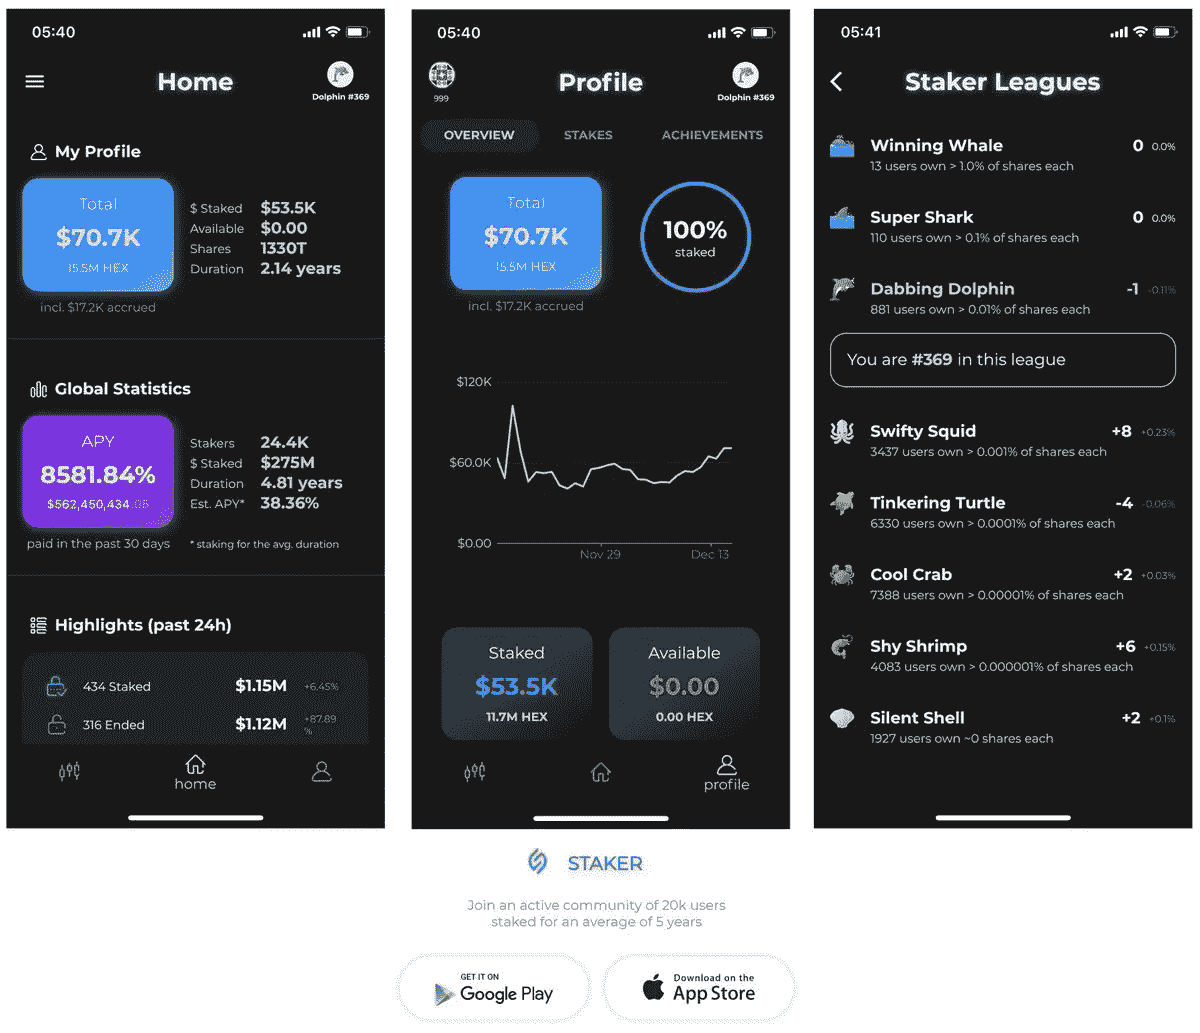 05:40
Home
Dolphin #369
My Profile
Total
$70.7K
15.5M HEX
incl. $17.2K accrued
$ Staked $53.5K
Available $0.00
Shares 1330T
Duration 2.14 years
Global Statistics
APY
8581.84%
$562,450,434.05
paid in the past 30 days
Stakers 24.4K
$ Staked $275M
Duration 4.81 years
Est. APY* 38.36%
* staking for the avg. duration
Highlights (past 24h)
434 Staked $1.15M +6.45%
316 Ended $1.12M +87.89
%
home
05:40
999
Profile
Dolphin #369
OVERVIEW STAKES ACHIEVEMENTS
Total
$70.7K
15.5M HEX
incl. $17.2K accrued
100%
staked
$120K
$60.0K
$0.00
Nov 29 Dec 13
Staked
$53.5K
11.7M HEX
Available
$0.00
0.00 HEX
profile
05:41
Staker Leagues
Winning Whale 0 0.0%
13 users own > 1.0% of shares each
Super Shark 0 0.0%
110 users own > 0.1% of shares each
Dabbing Dolphin -1 -0.11%
881 users own > 0.01% of shares each
You are #369 in this league
Swifty Squid +8 +0.23%
3437 users own > 0.001% of shares each
Tinkering Turtle -4 -0.06%
6330 users own > 0.0001% of shares each
Cool Crab +2 +0.03%
7388 users own > 0.00001% of shares each
Shy Shrimp +6 +0.15%
4083 users own > 0.000001% of shares each
Silent Shell +2 +0.1%
1927 users own ~0 shares each
STAKER
Join an active community of 20k users
staked for an average of 5 years
GET IT ON
Google Play
Download on the
App Store